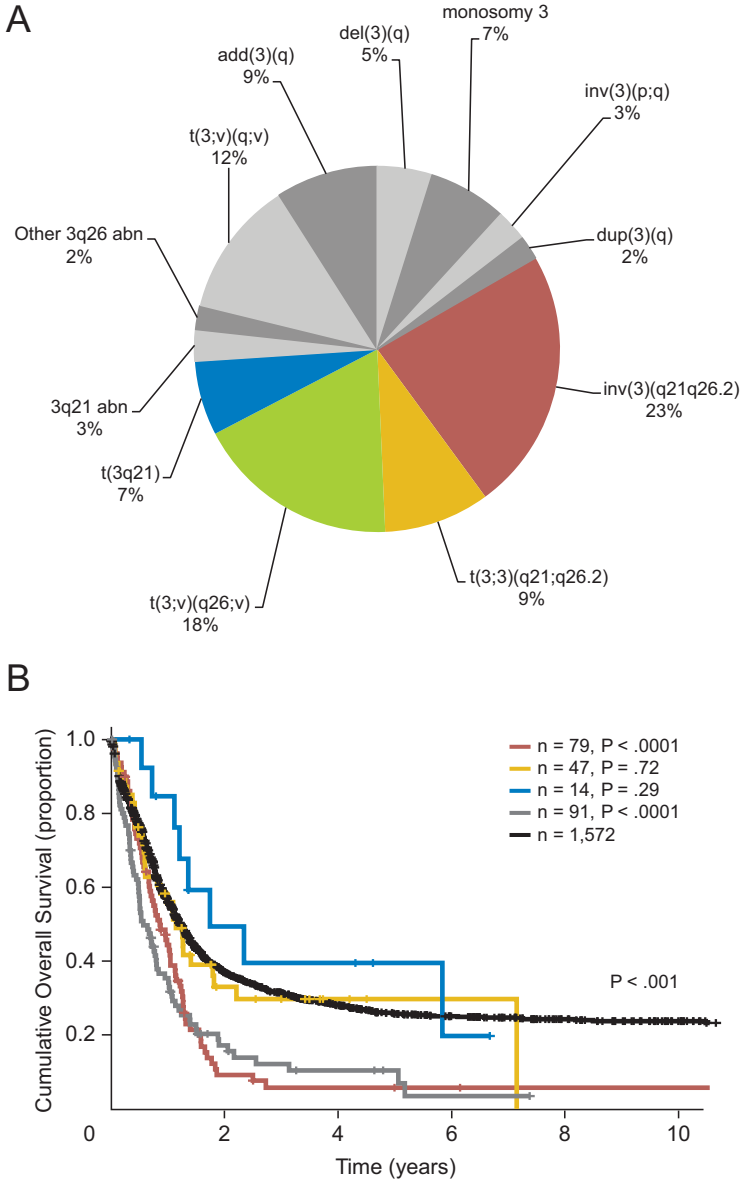 A
monosomy 3
7%
del(3)(q)
5%
add(3)(q)
9%
inv(3)(p;q)
3%
t(3;v)(q;v)
12%
dup(3)(q)
2%
Other 3q26 abn
2%
inv(3)(q21q26.2)
23%
3q21 abn
3%
t(3q21)
7%
t(3;3)(q21;q26.2)
9%
t(3;v)(q26;v)
18%
B
Cumulative Overall Survival (proportion)
1.0
0.8
0.6
0.4
0.2
n = 79, P < .0001
n = 47, P = .72
n = 14, P = .29
n = 91, P < .0001
n = 1,572
P < .001
0 2 4 6 8 10
Time (years)